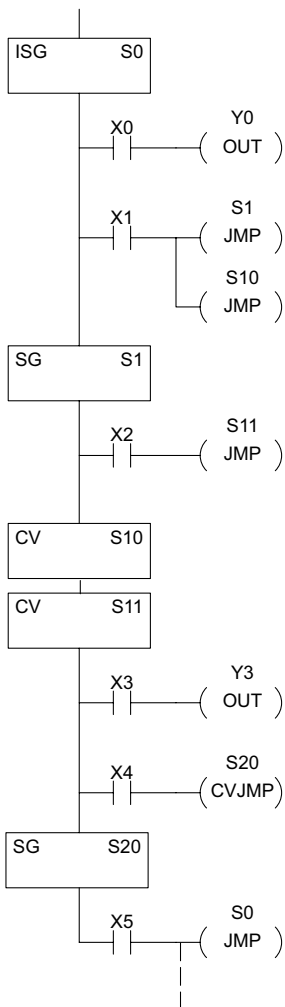 ISG S0
Y0
X0
OUT
S1
X1
JMP
S10
JMP
SG S1
S11
X2
JMP
CV S10
CV S11
Y3
X3
OUT
S20
X4
CVJMP
SG S20
S0
X5
JMP